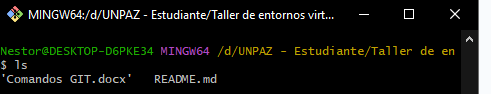 MINGW64:/d/UNPAZ - Estudiante/Taller de entornos virt...
Nestor@DESKTOP-D6PKE34 MINGW64 /d/UNPAZ - Estudiante/Taller de en
$ ls
'Comandos GIT.docx'   README.md